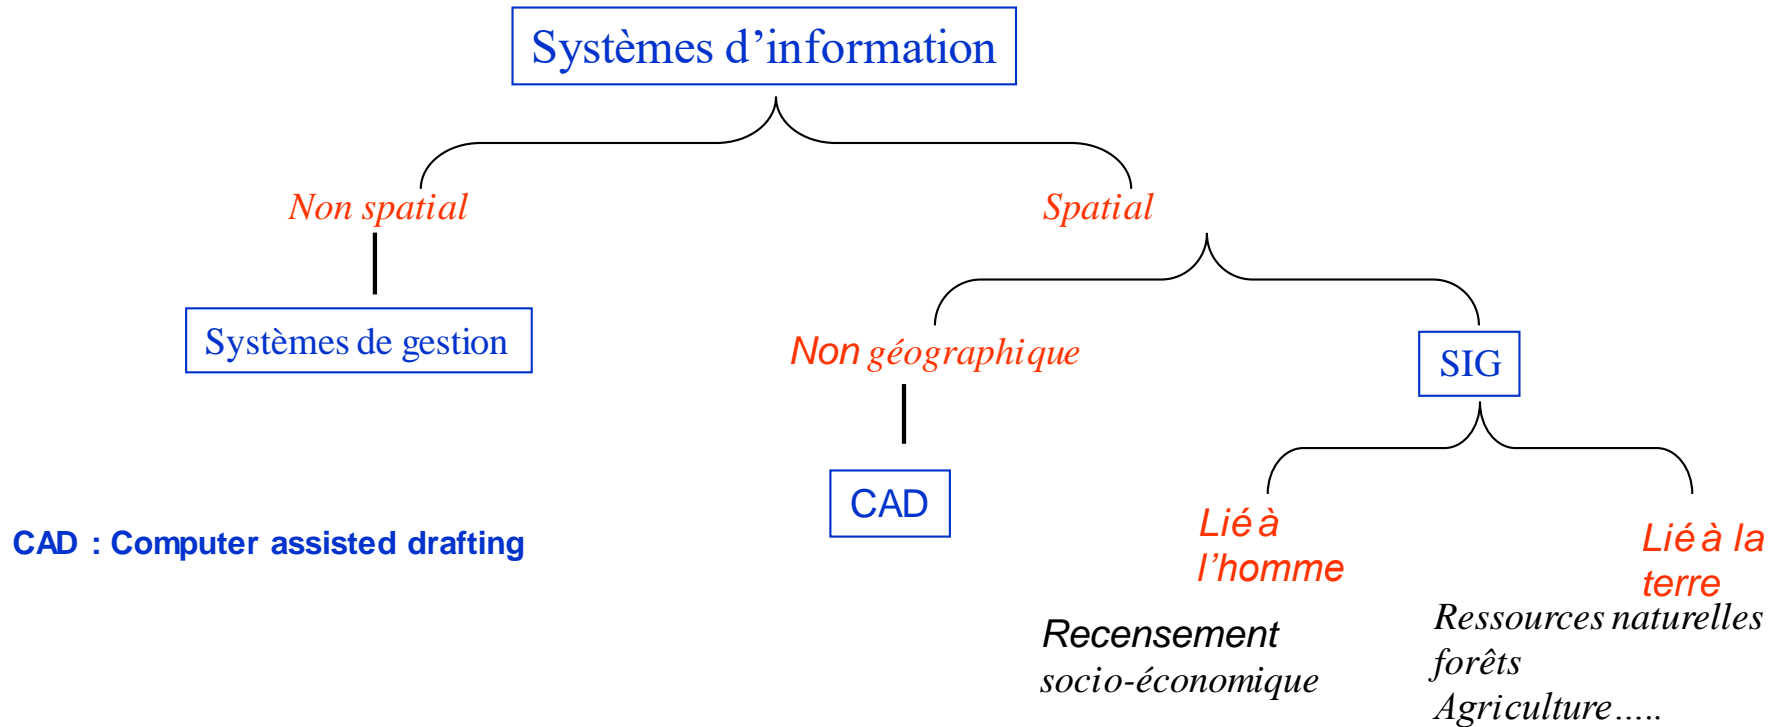 Systèmes d’information
Non spatial
Spatial
Systèmes de gestion
Non géographique
SIG
CAD
CAD : Computer assisted drafting
Lié à
l’homme
Lié à la
terre
Recensement
socio-économique
Ressources naturelles
forêts
Agriculture.....